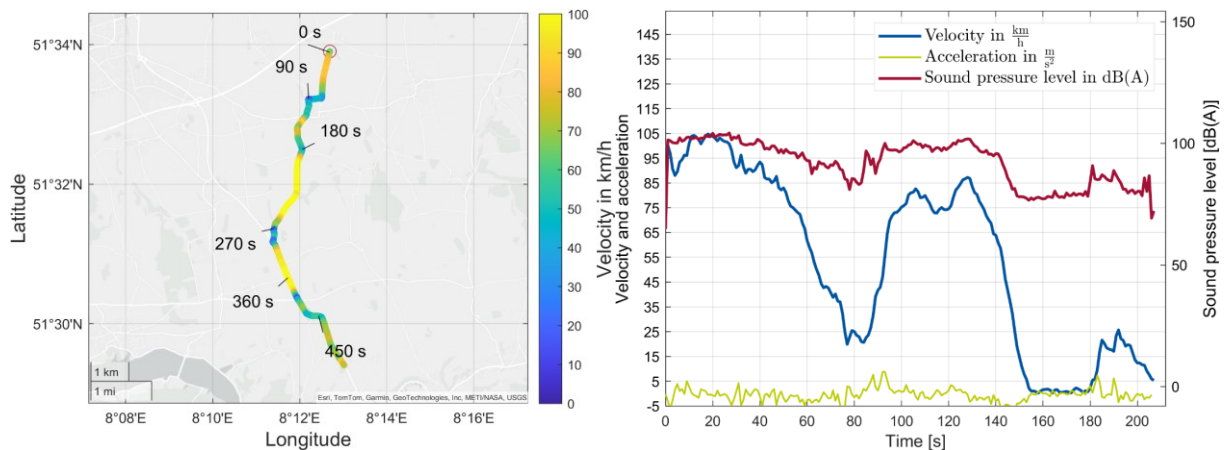 51°34'N
51°32'N
51°30'N
Latitude
0 s
90 s
180 s
270 s
360 s
450 s
1 km
1 mi
Esri, TomTom, Garmin, GeoTechnologies, Inc, METI/NASA, USGS
8°08'E
8°10'E
8°12'E
8°14'E
8°16'E
Longitude
100
90
80
70
60
50
40
30
20
10
0
Velocity in km/h
Velocity and acceleration
145
135
125
115
105
95
85
75
65
55
45
35
25
15
5
-5
Velocity in km/h
Acceleration in m/s²
Sound pressure level in dB(A)
0
20
40
60
80
100
120
140
160
180
200
Time [s]
150
100
50
0
Sound pressure level [dB(A)]